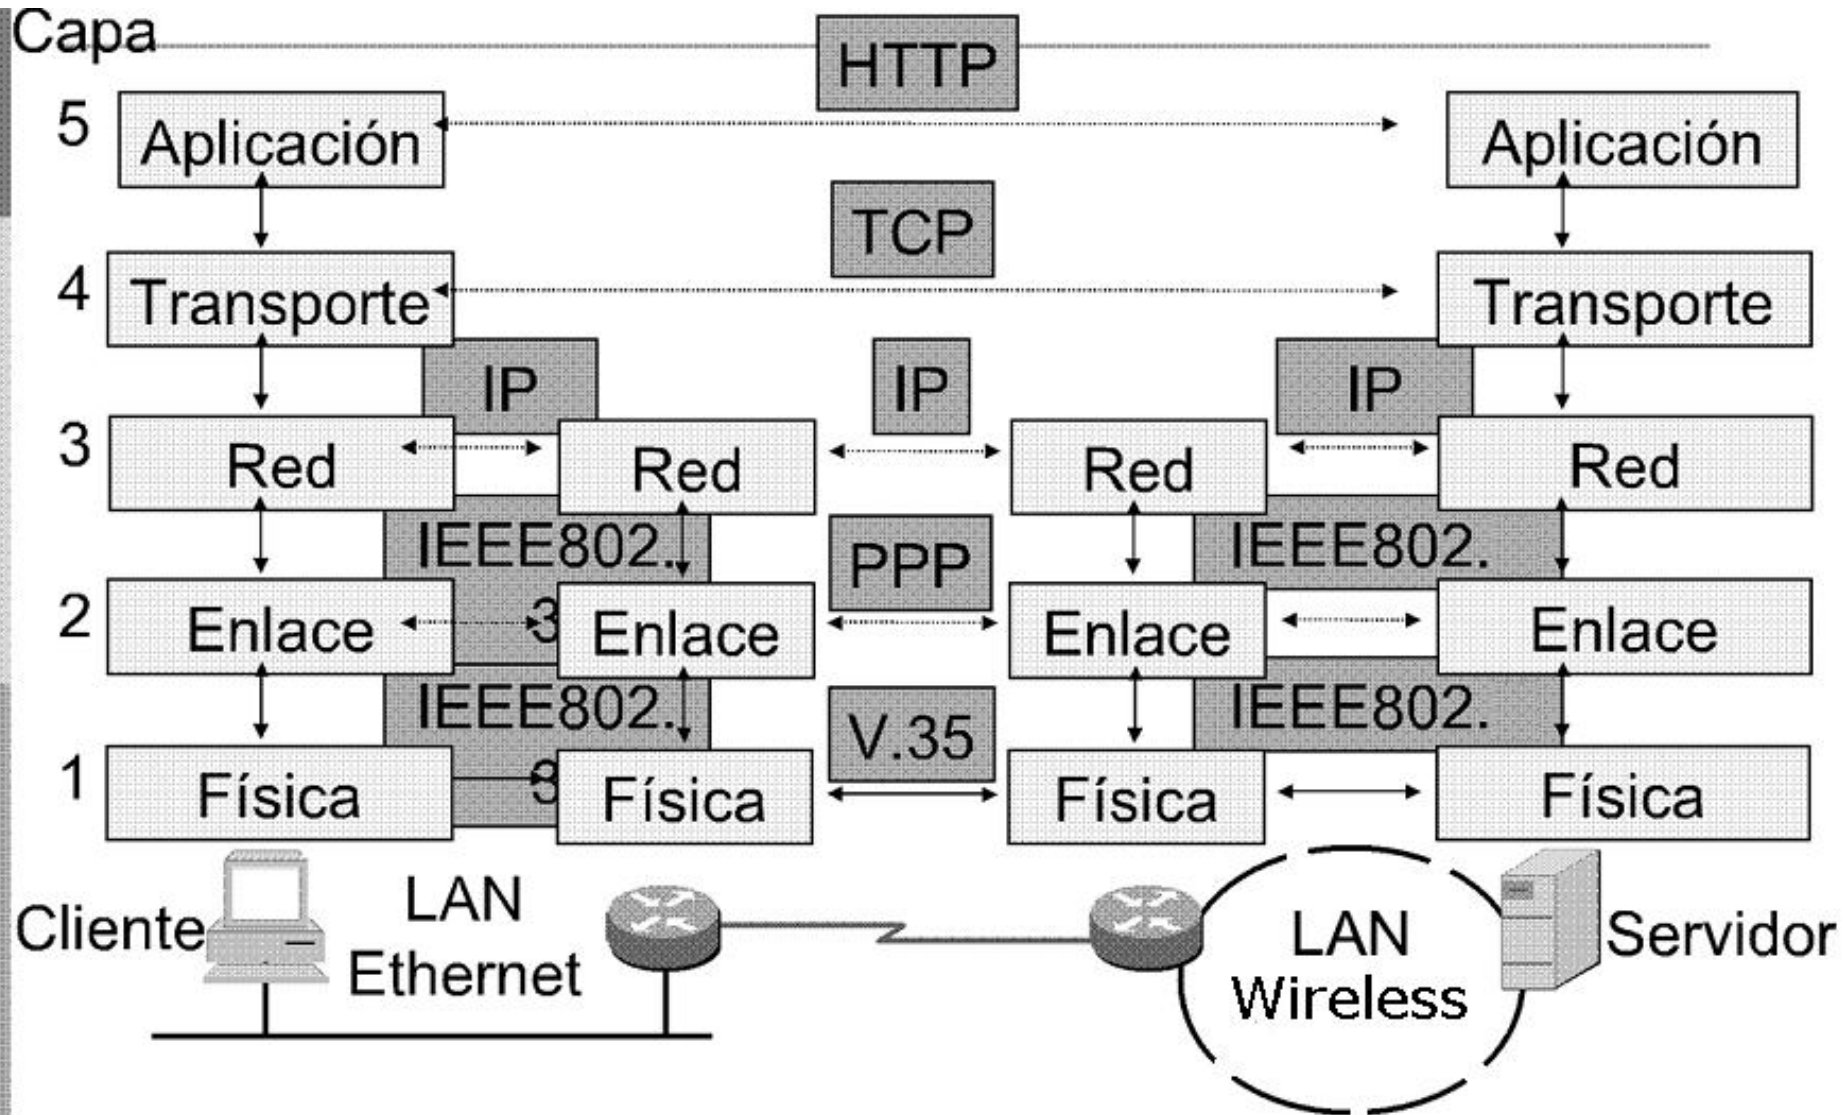 Capa
HTTP
5 Aplicación Aplicación
TCP
4 Transporte Transporte
IP IP IP
3 Red Red Red Red
IEEE802. PPP IEEE802.
3
2 Enlace Enlace Enlace Enlace
IEEE802. V.35 IEEE802.
3
1 Física Física Física Física
Cliente LAN
Ethernet
LAN
Wireless
Servidor